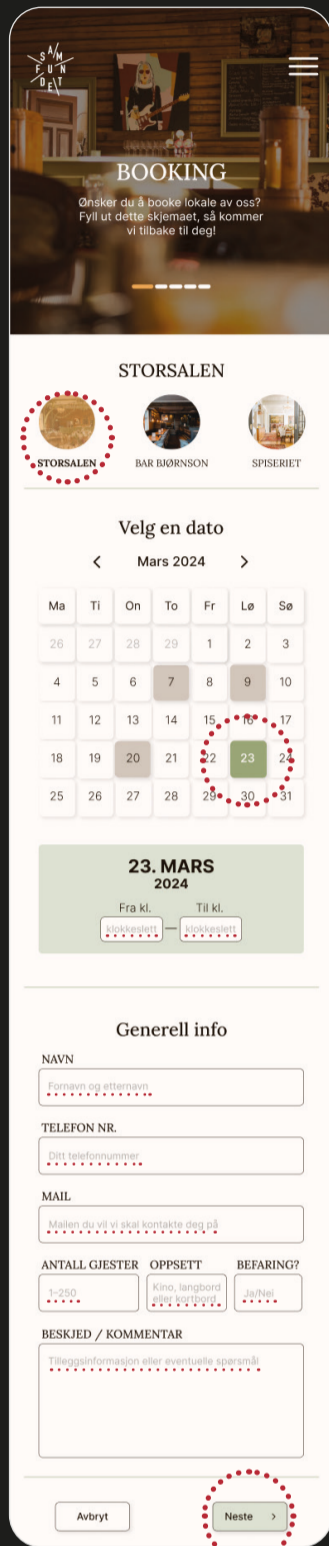 SAM
FUN
DET
BOOKING
Ønsker du å booke lokale av oss?
Fyll ut dette skjemaet, så kommer
vi tilbake til deg!
STORSALEN
STORSALEN BAR BJØRNSON SPISERIET
Velg en dato
< Mars 2024 >
Ma Ti On To Fr Lø Sø
26 27 28 29 1 2 3
4 5 6 7 8 9 10
11 12 13 14 15 16 17
18 19 20 21 22 23 24
25 26 27 28 29 30 31
23. MARS
2024
Fra kl. Til kl.
klokkeslett — klokkeslett
Generell info
NAVN
Fornavn og etternavn
TELEFON NR.
Ditt telefonnummer
MAIL
Mailen du vil vi skal kontakte deg på
ANTALL GJESTER OPPSETT BEFARING?
1-250 Kino, langbord Ja/Nei
eller kortbord
BESKJED / KOMMENTAR
Tilleggsinformasjon eller eventuelle spørsmål
Avbryt Neste >